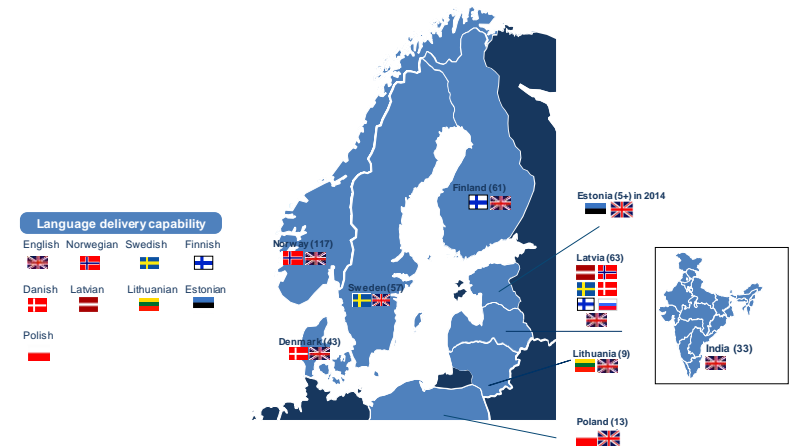 Language delivery capability
English Norwegian Swedish Finnish
Danish Latvian Lithuanian Estonian
Polish
Finland (61)
Estonia (5+) in 2014
Norway (117)
Latvia (63)
Sweden (57)
Denmark (43)
India (33)
Lithuania (9)
Poland (13)